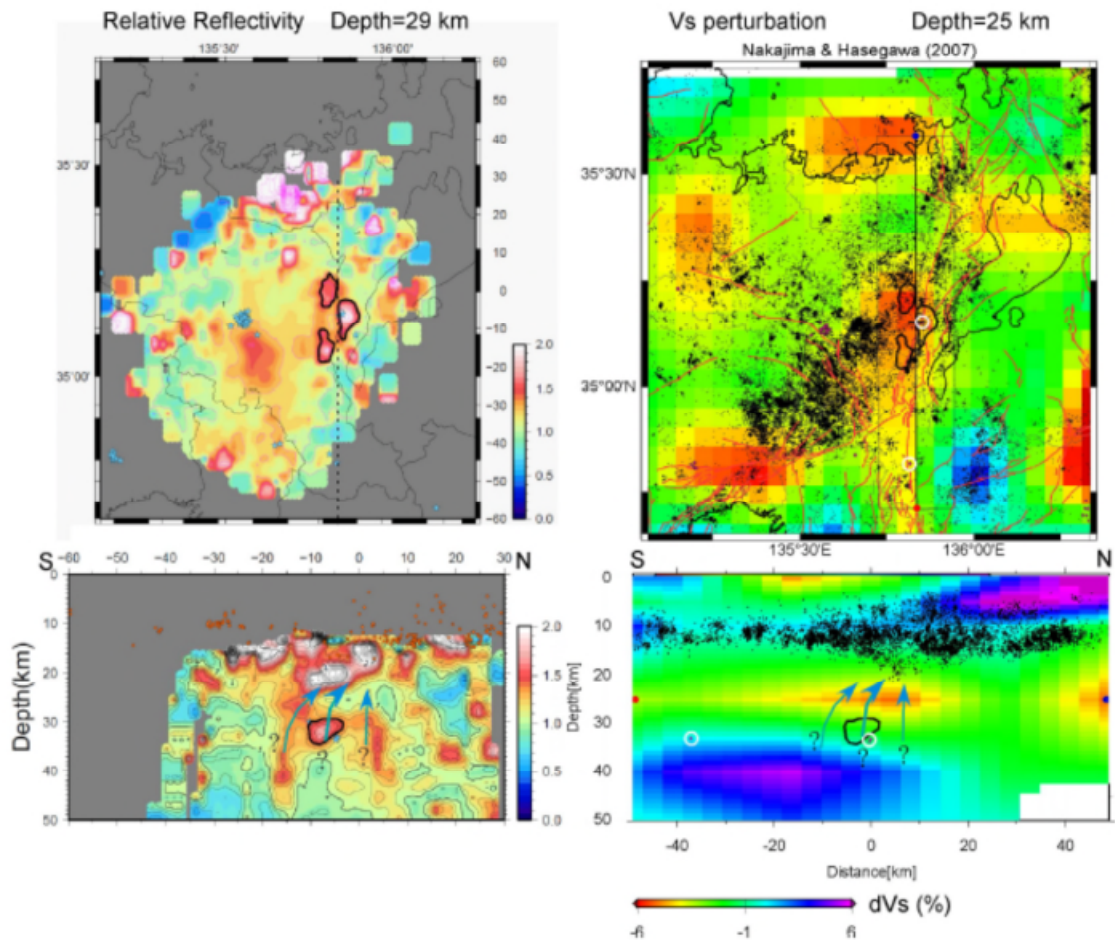 Relative Reflectivity Depth=29 km
135°30' 136°00'
60
50
40
30
20
10
0
-10
-20
-30
-40
-50
-60
35°30'
35°00'
2.0
1.5
1.0
0.5
0.0
Vs perturbation Depth=25 km
Nakajima & Hasegawa (2007)
35°30'N
35°0°'N
135°30'E 136°00'E
S N
-60 -50 -40 -30 -20 -10 0 10 20 30
0
10
20
30
40
50
Depth(km)
? ? ?
2.0
1.5
1.0
0.5
0.0
S N
0
10
20
30
40
50
Depth[km]
? ? ?
-40 -20 0 20 40
Distance[km]
-6 -1 6
dVs (%)